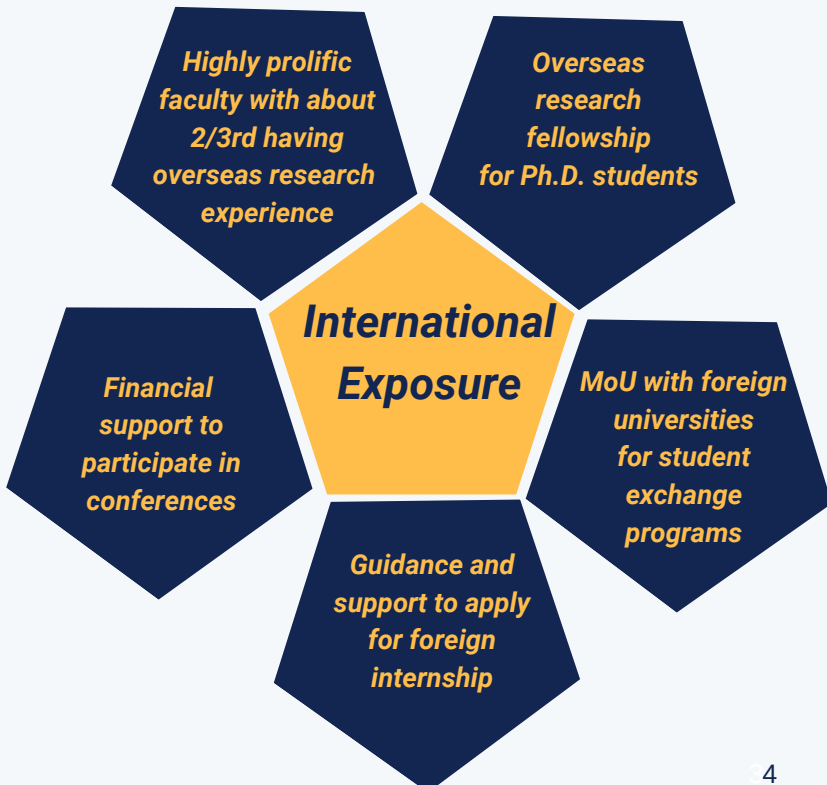 Highly prolific
faculty with about
2/3rd having
overseas research
experience
Overseas
research
fellowship
for Ph.D. students
International
Exposure
Financial
support to
participate in
conferences
MoU with foreign
universities
for student
exchange
programs
Guidance and
support to apply
for foreign
internship
34